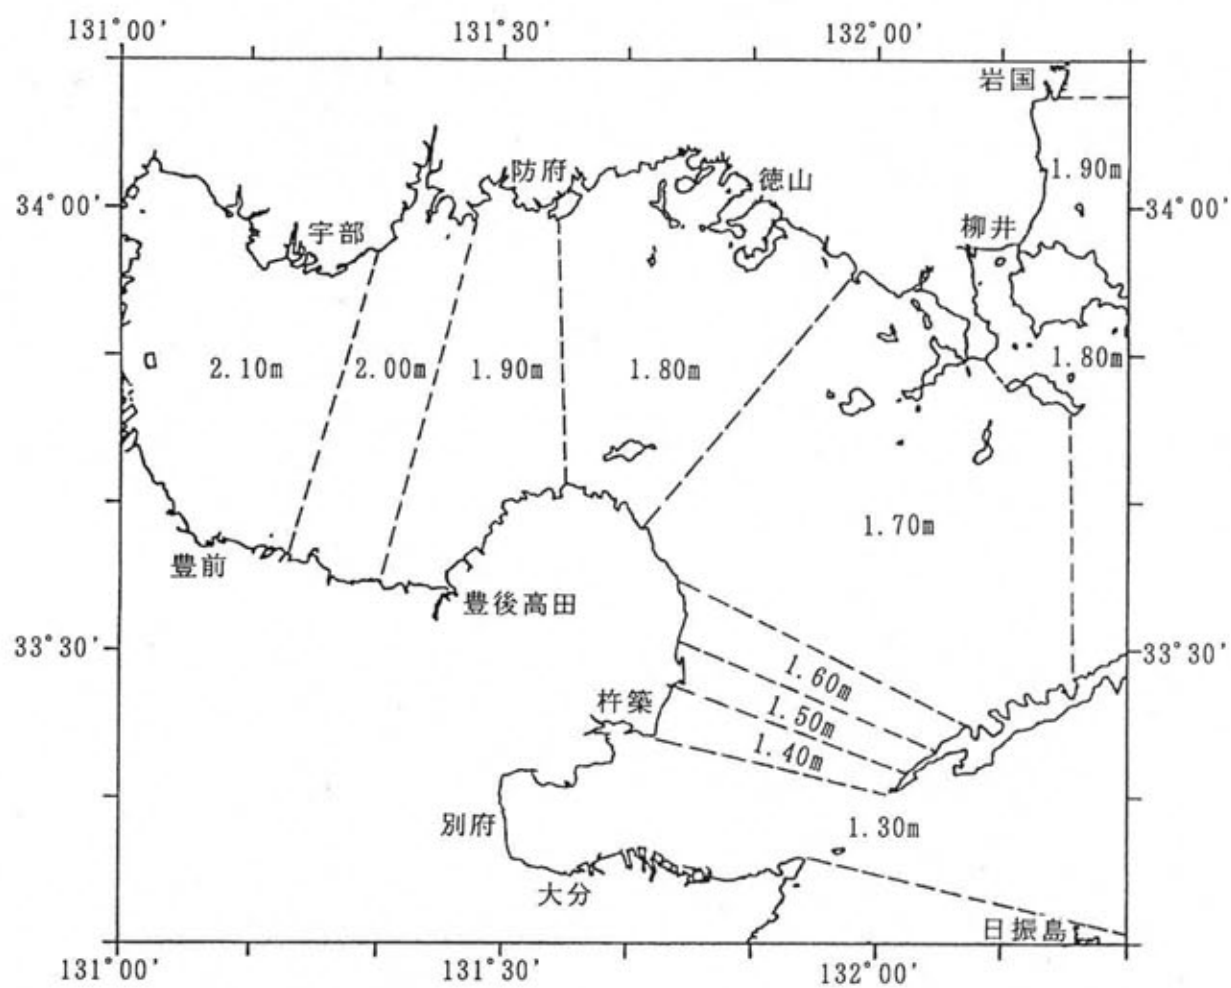 131°00' 131°30' 132°00'
岩国
1.90m
防府
徳山
34°00' 34°00'
宇部
柳井
2.10m 2.00m 1.90m 1.80m 1.80m
1.70m
豊前
豊後高田
33°30' 33°30'
1.60m
杵築
1.50m
1.40m
別府
1.30m
大分
日振島
131°00' 131°30' 132°00'